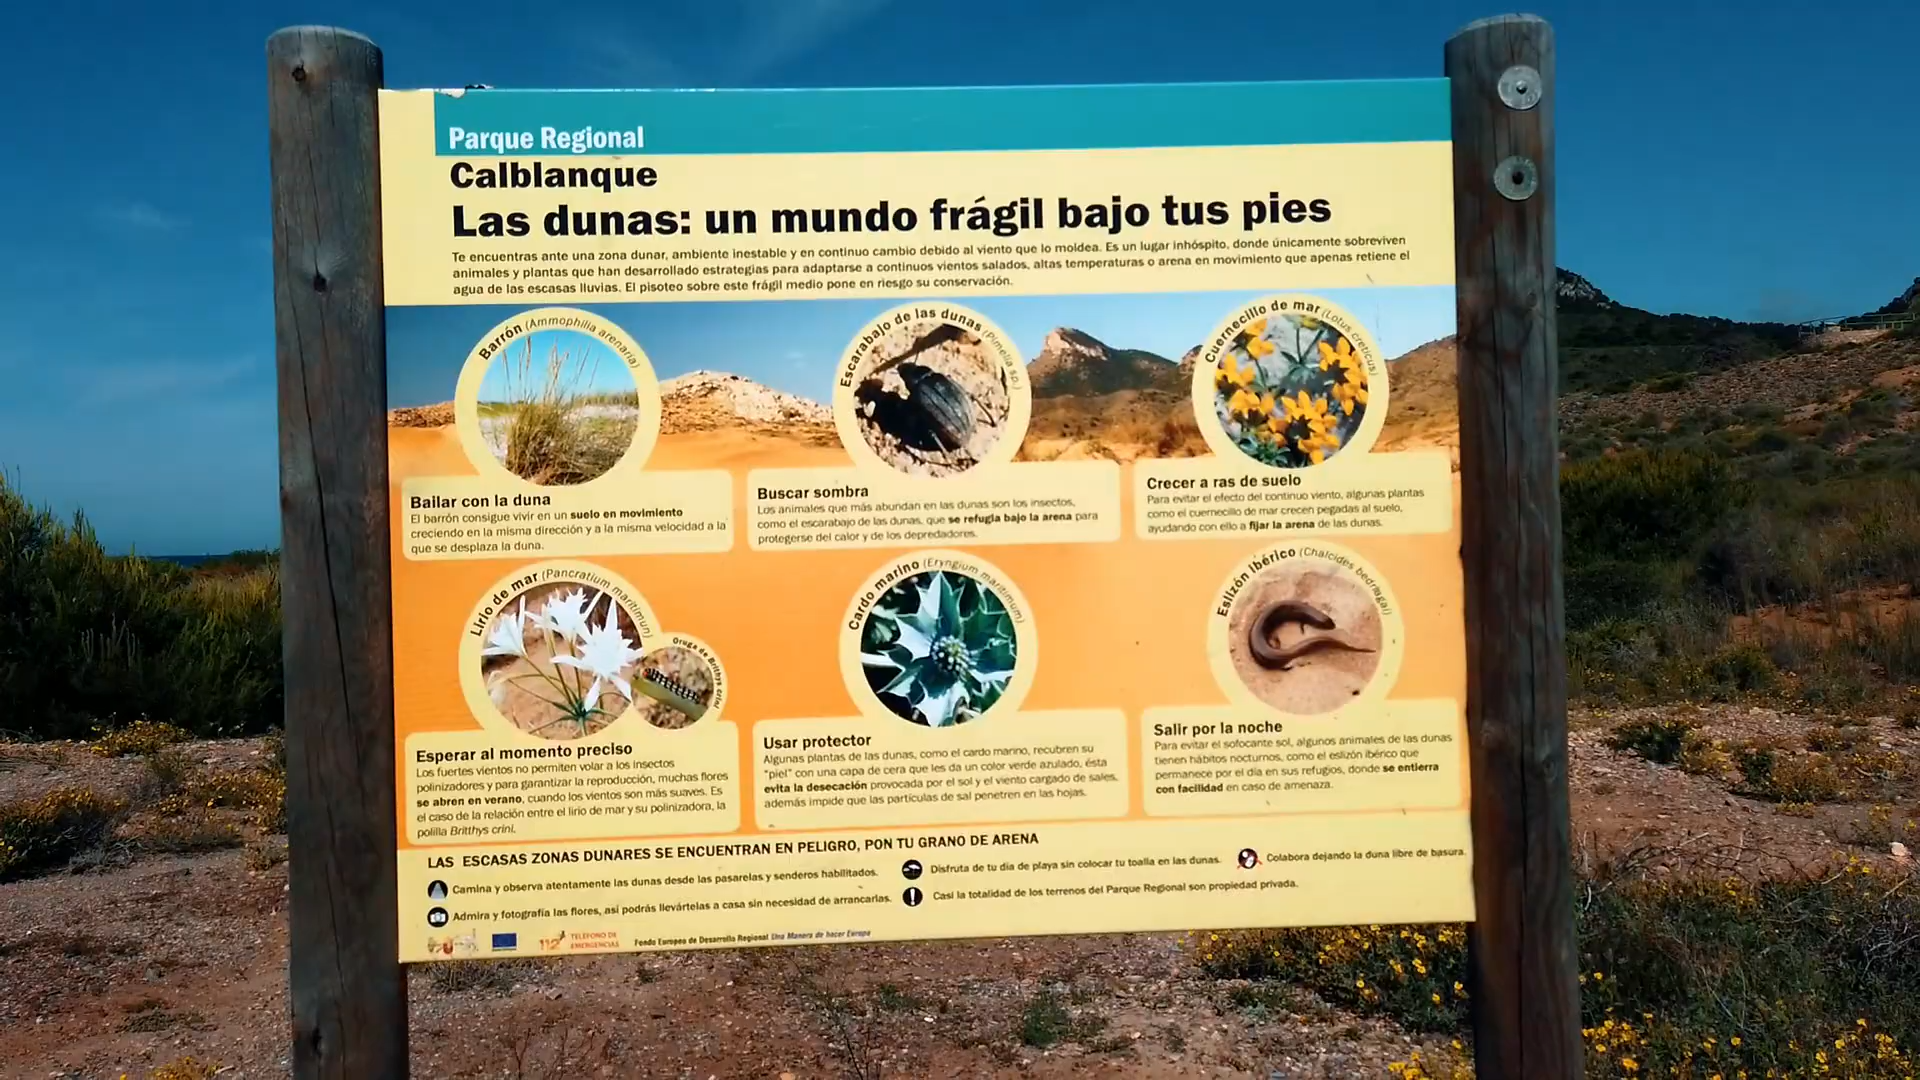 Parque Regional
Calblanque
Las dunas: un mundo frágil bajo tus pies
Te encuentras ante una zona dunar, ambiente inestable y en continuo cambio debido al viento que lo moldea. Es un lugar inhóspito, donde únicamente sobreviven
animales y plantas que han desarrollado estrategias para adaptarse a continuos vientos salados, altas temperaturas o arena en movimiento que apenas retiene el
agua de las escasas lluvias. El pisoteo sobre este frágil medio pone en riesgo su conservación.
Barrón (Ammophilla arenaria)
Bailar con la duna
El barrón consigue vivir en un suelo en movimiento
creciendo en la misma dirección y a la misma velocidad a la
que se desplaza la duna.
Escarabajo de las dunas (Pimelia sp.)
Buscar sombra
Los animales que más abundan en las dunas son los insectos,
como el escarabajo de las dunas, que se refugia bajo la arena para
protegerse del calor y de los depredadores.
Cuernecillo de mar (Lotus creticus)
Crecer a ras de suelo
Para evitar el efecto del continuo viento, algunas plantas
como el cuernecillo de mar crecen pegadas al suelo,
ayudando con ello a fijar la arena de las dunas.
Lirio de mar (Pancratium maritimun)
Oruga de Brithys crini
Esperar al momento preciso
Los fuertes vientos no permiten volar a los insectos
polinizadores y para garantizar la reproducción, muchas flores
se abren en verano, cuando los vientos son más suaves. Es
el caso de la relación entre el lirio de mar y su polinizadora, la
polilla Britthys crini.
Cardo marino (Eryngium maritimum)
Usar protector
Algunas plantas de las dunas, como el cardo marino, recubren su
"piel" con una capa de cera que les da un color verde azulado, ésta
evita la desecación provocada por el sol y el viento cargado de sales,
además impide que las partículas de sal penetren en las hojas.
Eslizón ibérico (Chalcides bedriagai)
Salir por la noche
Para evitar el sofocante sol, algunos animales de las dunas
tienen hábitos nocturnos, como el eslizón ibérico que
permanece por el día en sus refugios, donde se entierra
con facilidad en caso de amenaza.
LAS ESCASAS ZONAS DUNARES SE ENCUENTRAN EN PELIGRO, PON TU GRANO DE ARENA
Camina y observa atentamente las dunas desde las pasarelas y senderos habilitados.
Admira y fotografía las flores, así podrás llevártelas a casa sin necesidad de arrancarlas.
Disfruta de tu día de playa sin colocar tu toalla en las dunas.
Casi la totalidad de los terrenos del Parque Regional son propiedad privada.
Colabora dejando la duna libre de basura.
112 TELÉFONO DE
EMERGENCIAS
Fondo Europeo de Desarrollo Regional Una Manera de hacer Europa